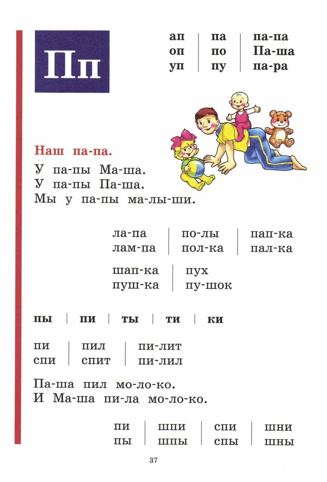 Пп
ап па па-па
оп по Па-ша
уп пу па-ра
Наш па-па.
У па-пы Ма-ша.
У па-пы Па-ша.
Мы у па-пы ма-лы-ши.
ла-па по-лы пап-ка
лам-па пол-ка пал-ка
шап-ка пух
пуш-ка пу-шок
пы пи ты ти ки
пи пил пи-лит
спи спит пи-лил
Па-ша пил мо-ло-ко.
И Ма-ша пи-ла мо-ло-ко.
пи шпи спи шни
пы шпы спы шны
37